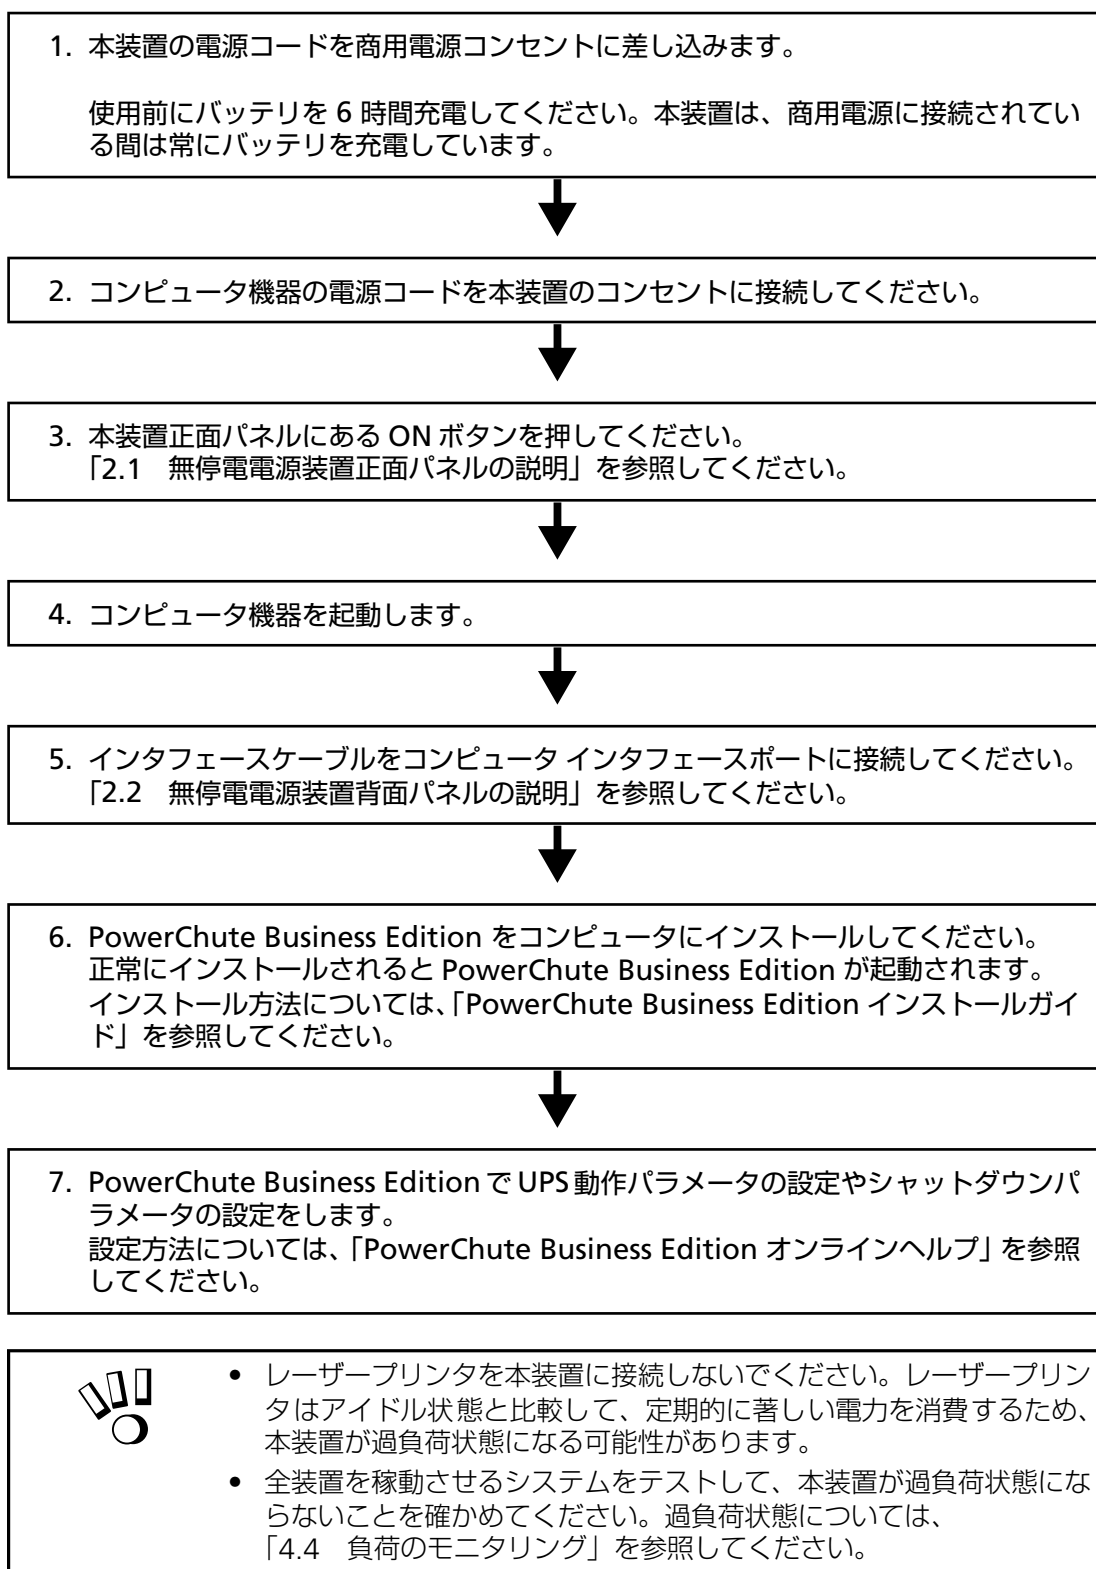 1. 本装置の電源コードを商用電源コンセントに差し込みます。
使用前にバッテリを 6 時間充電してください。本装置は、商用電源に接続されてい
る間は常にバッテリを充電しています。
2. コンピュータ機器の電源コードを本装置のコンセントに接続してください。
3. 本装置正面パネルにある ON ボタンを押してください。
「2.1　無停電電源装置正面パネルの説明」を参照してください。
4. コンピュータ機器を起動します。
5. インタフェースケーブルをコンピュータ インタフェースポートに接続してください。
「2.2　無停電電源装置背面パネルの説明」を参照してください。
6. PowerChute Business Edition をコンピュータにインストールしてください。
正常にインストールされると PowerChute Business Edition が起動されます。
インストール方法については、「PowerChute Business Edition インストールガイ
ド」を参照してください。
7. PowerChute Business Edition で UPS 動作パラメータの設定やシャットダウンパ
ラメータの設定をします。
設定方法については、「PowerChute Business Edition オンラインヘルプ」を参照
してください。
• レーザープリンタを本装置に接続しないでください。レーザープリン
タはアイドル状態と比較して、定期的に著しい電力を消費するため、
本装置が過負荷状態になる可能性があります。
• 全装置を稼動させるシステムをテストして、本装置が過負荷状態にな
らないことを確かめてください。過負荷状態については、
「4.4　負荷のモニタリング」を参照してください。